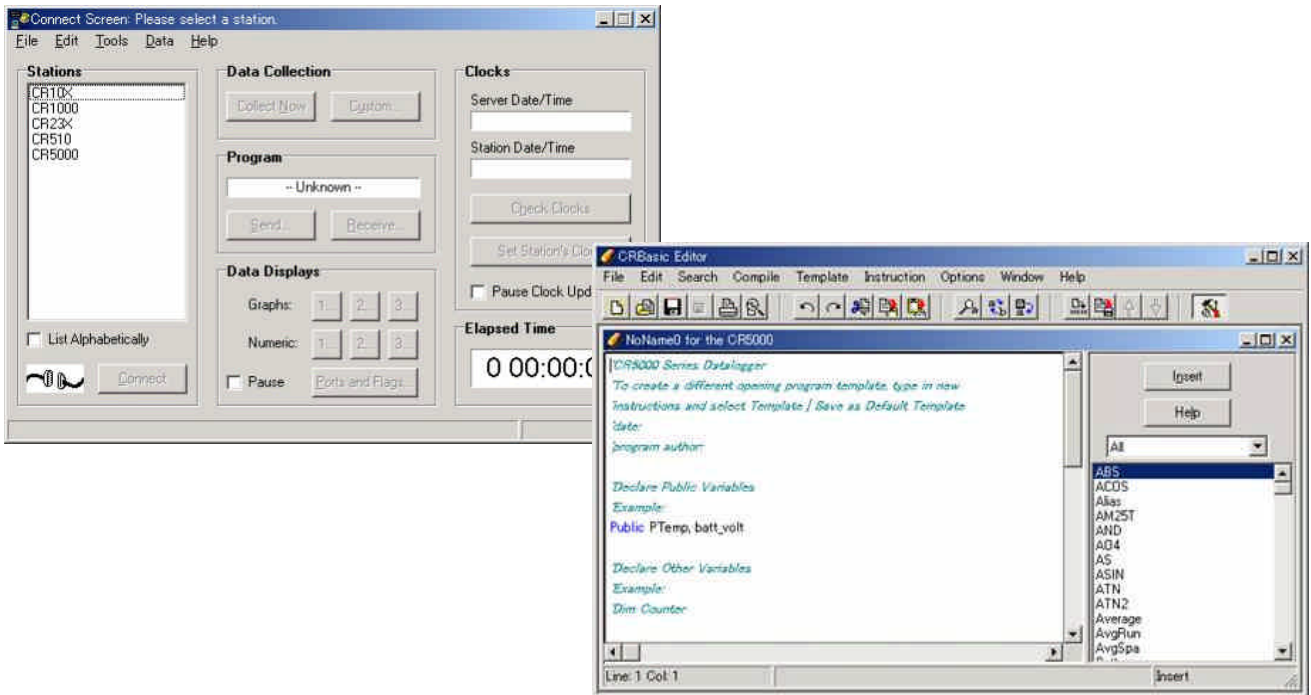 Connect Screen: Please select a station.
File Edit Tools Data Help
Stations
CR10X
CR1000
CR23X
CR510
CR5000
List Alphabetically
Connect
Data Collection
Collect Now Custom...
Program
-- Unknown --
Send... Receive...
Data Displays
Graphs: 1... 2... 3...
Numeric: 1... 2... 3...
Pause Ports and Flags...
Clocks
Server Date/Time
Station Date/Time
Check Clocks
Set Station's Clo
Pause Clock Upd
Elapsed Time
0 00:00:0
CRBasic Editor
File Edit Search Compile Template Instruction Options Window Help
NoName0 for the CR5000
'CR5000 Series Datalogger
'To create a different opening program template, type in new
'instructions and select Template | Save as Default Template
'date:
'program author:
'Declare Public Variables
'Example:
Public PTemp, batt_volt
'Declare Other Variables
'Example:
'Dim Counter
Insert
Help
All
ABS
ACOS
Alias
AM25T
AND
AO4
AS
ASIN
ATN
ATN2
Average
AvgRun
AvgSpa
Line: 1 Col: 1
Insert